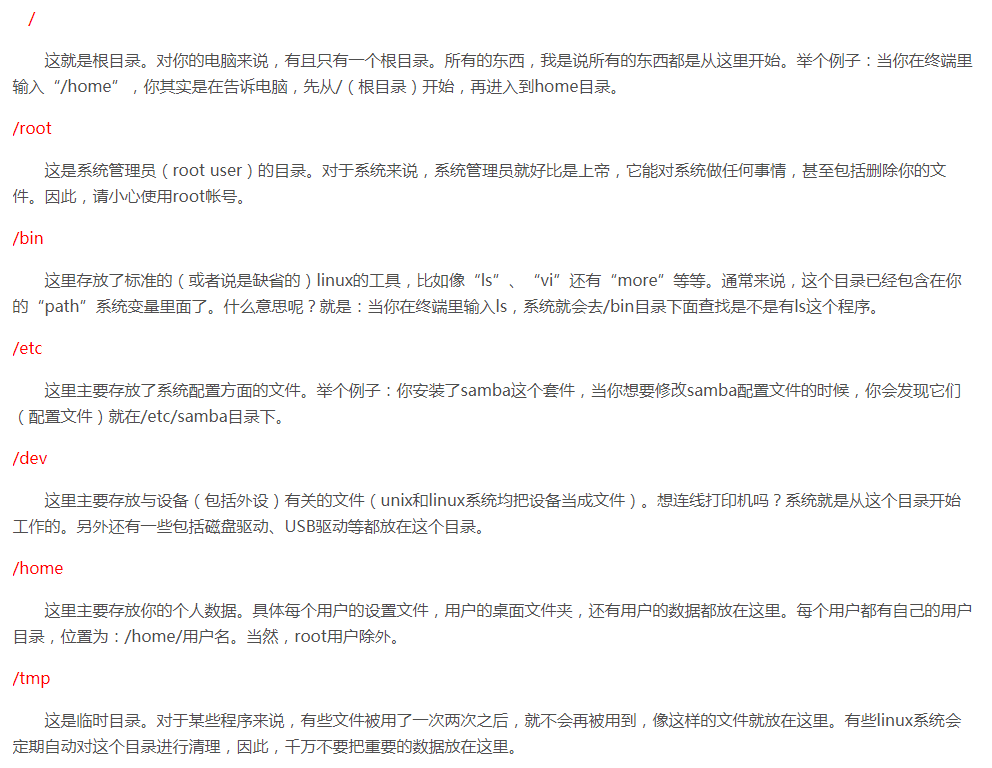 /
这就是根目录。对你的电脑来说，有且只有一个根目录。所有的东西，我是说所有的东西都是从这里开始。举个例子：当你在终端里
输入“/home”，你其实是在告诉电脑，先从/（根目录）开始，再进入到home目录。
/root
这是系统管理员（root user）的目录。对于系统来说，系统管理员就好比是上帝，它能对系统做任何事情，甚至包括删除你的文
件。因此，请小心使用root帐号。
/bin
这里存放了标准的（或者说是缺省的）linux的工具，比如像“ls”、“vi”还有“more”等等。通常来说，这个目录已经包含在你
的“path”系统变量里面了。什么意思呢？就是：当你在终端里输入ls，系统就会去/bin目录下面查找是不是有ls这个程序。
/etc
这里主要存放了系统配置方面的文件。举个例子：你安装了samba这个套件，当你想要修改samba配置文件的时候，你会发现它们
（配置文件）就在/etc/samba目录下。
/dev
这里主要存放与设备（包括外设）有关的文件（unix和linux系统均把设备当成文件）。想连线打印机吗？系统就是从这个目录开始
工作的。另外还有一些包括磁盘驱动、USB驱动等都放在这个目录。
/home
这里主要存放你的个人数据。具体每个用户的设置文件，用户的桌面文件夹，还有用户的数据都放在这里。每个用户都有自己的用户
目录，位置为：/home/用户名。当然，root用户除外。
/tmp
这是临时目录。对于某些程序来说，有些文件被用了一次两次之后，就不会再被用到，像这样的文件就放在这里。有些linux系统会
定期自动对这个目录进行清理，因此，千万不要把重要的数据放在这里。